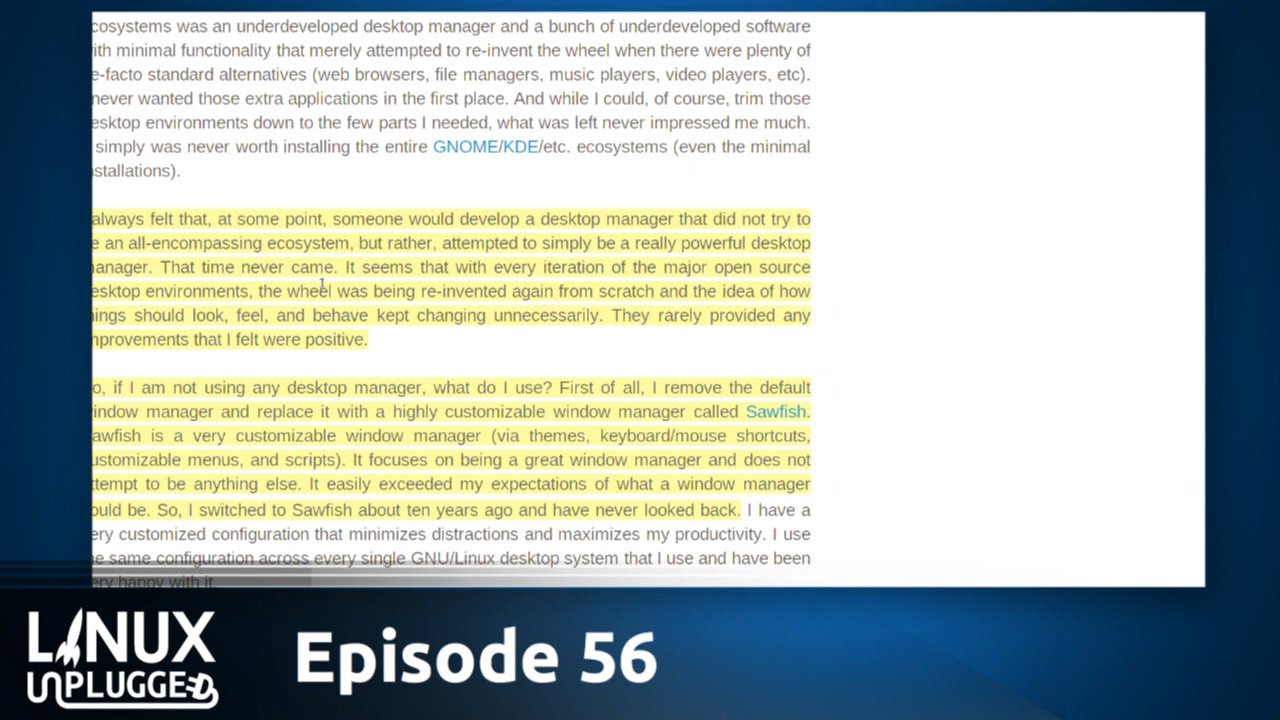 cosystems was an underdeveloped desktop manager and a bunch of underdeveloped software
ith minimal functionality that merely attempted to re-invent the wheel when there were plenty of
e-facto standard alternatives (web browsers, file managers, music players, video players, etc).
never wanted those extra applications in the first place. And while I could, of course, trim those
esktop environments down to the few parts I needed, what was left never impressed me much.
simply was never worth installing the entire GNOME/KDE/etc. ecosystems (even the minimal
stallations).
always felt that, at some point, someone would develop a desktop manager that did not try to
e an all-encompassing ecosystem, but rather, attempted to simply be a really powerful desktop
anager. That time never came. It seems that with every iteration of the major open source
esktop environments, the wheel was being re-invented again from scratch and the idea of how
ings should look, feel, and behave kept changing unnecessarily. They rarely provided any
mprovements that I felt were positive.
o, if I am not using any desktop manager, what do I use? First of all, I remove the default
indow manager and replace it with a highly customizable window manager called Sawfish.
awfish is a very customizable window manager (via themes, keyboard/mouse shortcuts,
ustomizable menus, and scripts). It focuses on being a great window manager and does not
ttempt to be anything else. It easily exceeded my expectations of what a window manager
ould be. So, I switched to Sawfish about ten years ago and have never looked back. I have a
ery customized configuration that minimizes distractions and maximizes my productivity. I use
e same configuration across every single GNU/Linux desktop system that I use and have been
ery happy with it.
LINUX
UNPLUGGED
Episode 56